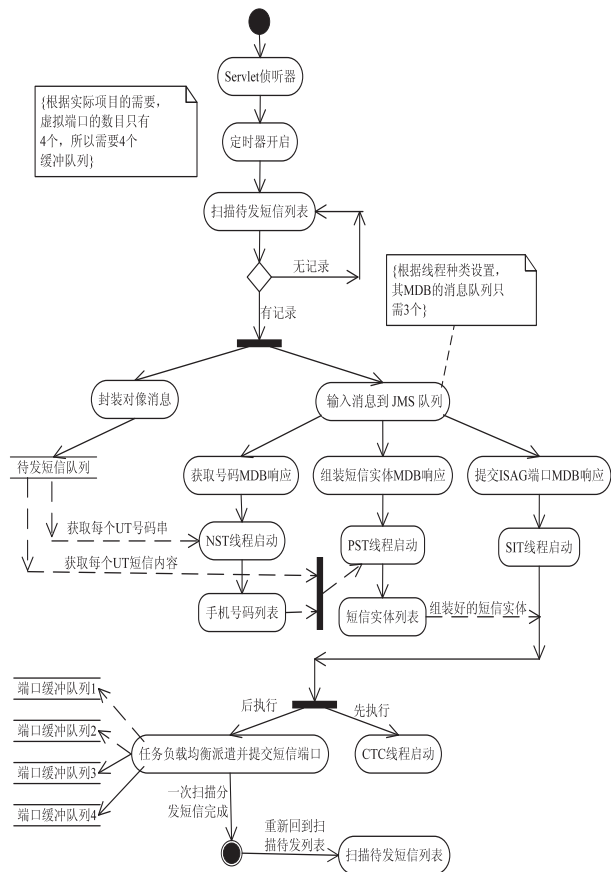 Servlet侦听器
{根据实际项目的需要,
虚拟端口的数目只有
4个，所以需要4个
缓冲队列}
定时器开启
扫描待发短信列表
无记录
{根据线程种类设置,
其MDB的消息队列只
需3个}
有记录
封装对像消息
输入消息到 JMS 队列
待发短信队列
获取号码MDB响应
组装短信实体MDB响应
提交ISAG端口MDB响应
获取每个UT号码串
NST线程启动
PST线程启动
SIT线程启动
获取每个UT短信内容
手机号码列表
短信实体列表
组装好的短信实体
端口缓冲队列1
后执行
先执行
端口缓冲队列2
任务负载均衡派遣并提交短信端口
CTC线程启动
端口缓冲队列3
端口缓冲队列4
一次扫描分
发短信完成
重新回到扫
描待发列表
扫描待发短信列表